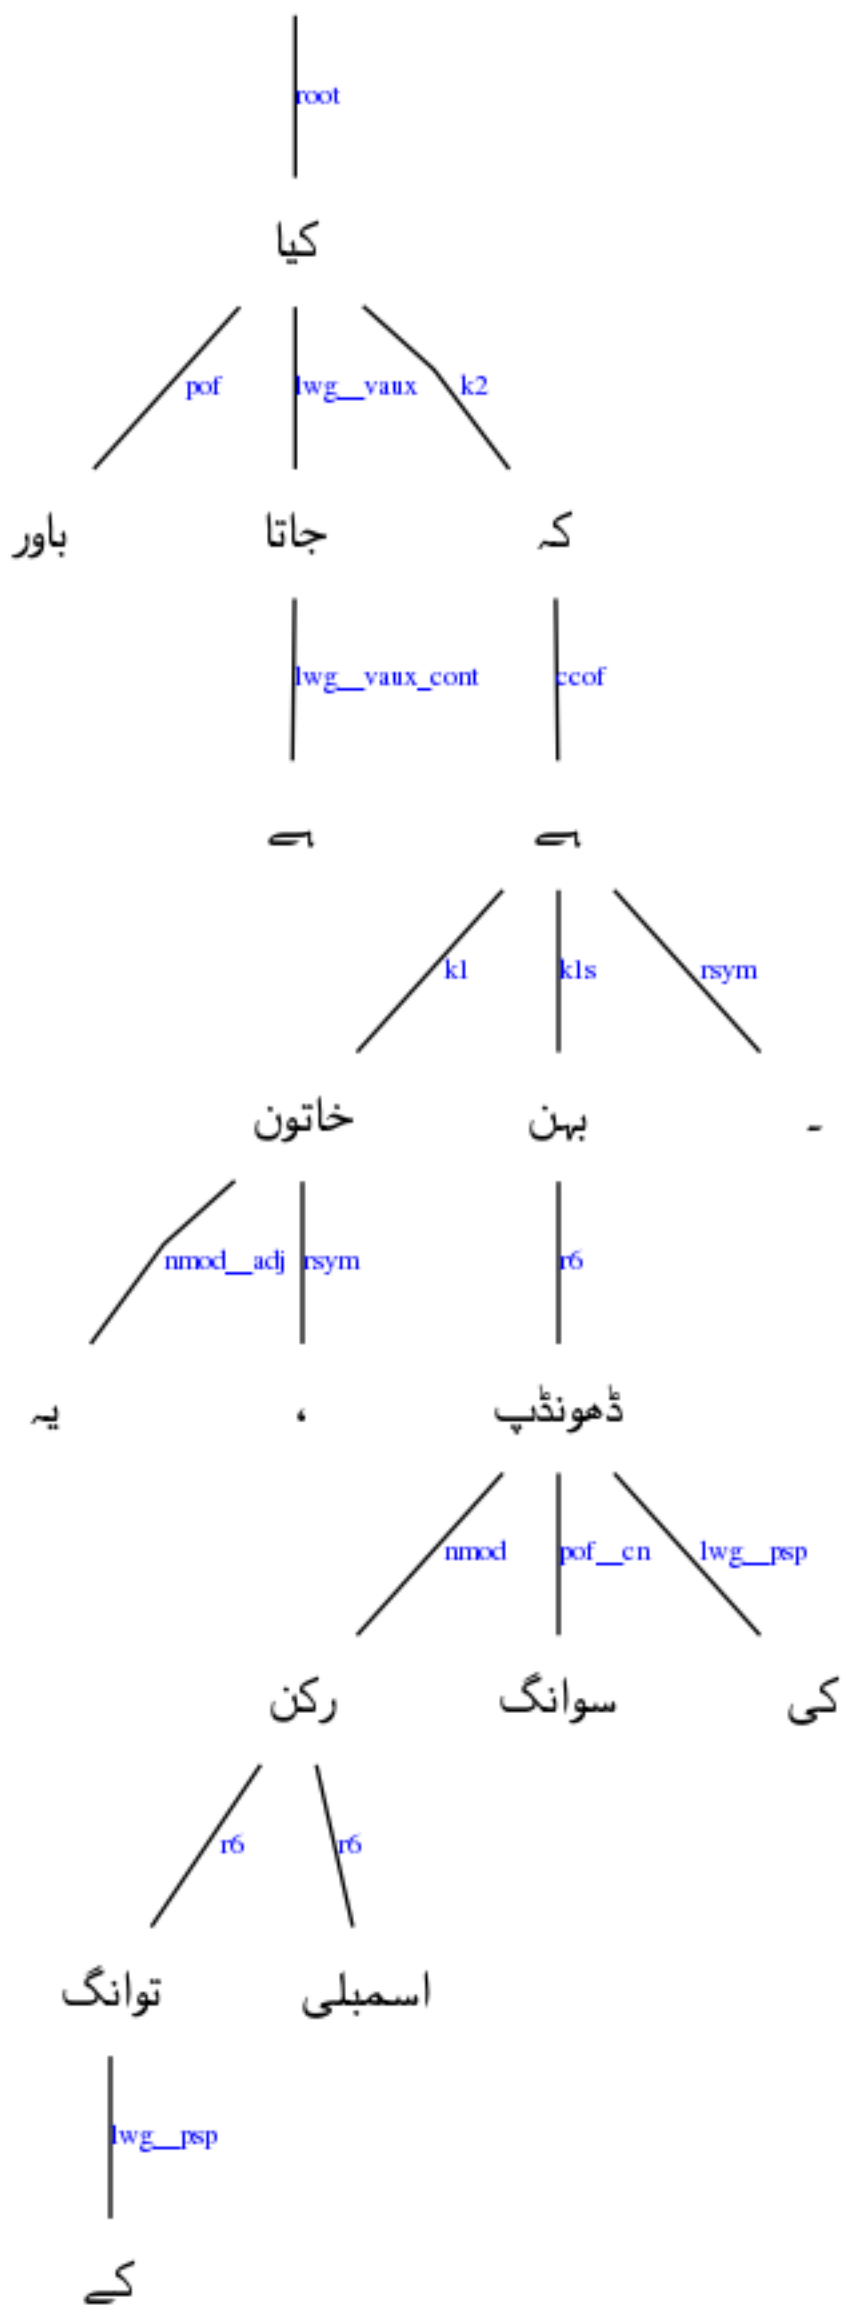 root
کیا
pof lwg__vaux k2
باور جاتا کہ
lwg__vaux_cont ccof
ہے ہے
k1 k1s rsym
خاتون بہن ۔
nmod__adj rsym r6
یہ ، ڈھونڈپ
nmod pof__cn lwg__psp
رکن سوانگ کی
r6 r6
توانگ اسمبلی
lwg__psp
کے